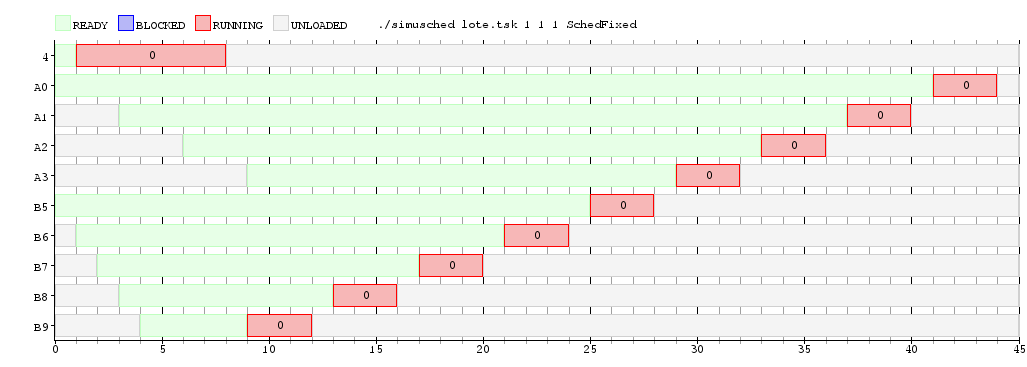 READY BLOCKED RUNNING UNLOADED ./simusched lote.tsk 1 1 1 SchedFixed
4 0
A0 0
A1 0
A2 0
A3 0
B5 0
B6 0
B7 0
B8 0
B9 0
0 5 10 15 20 25 30 35 40 45